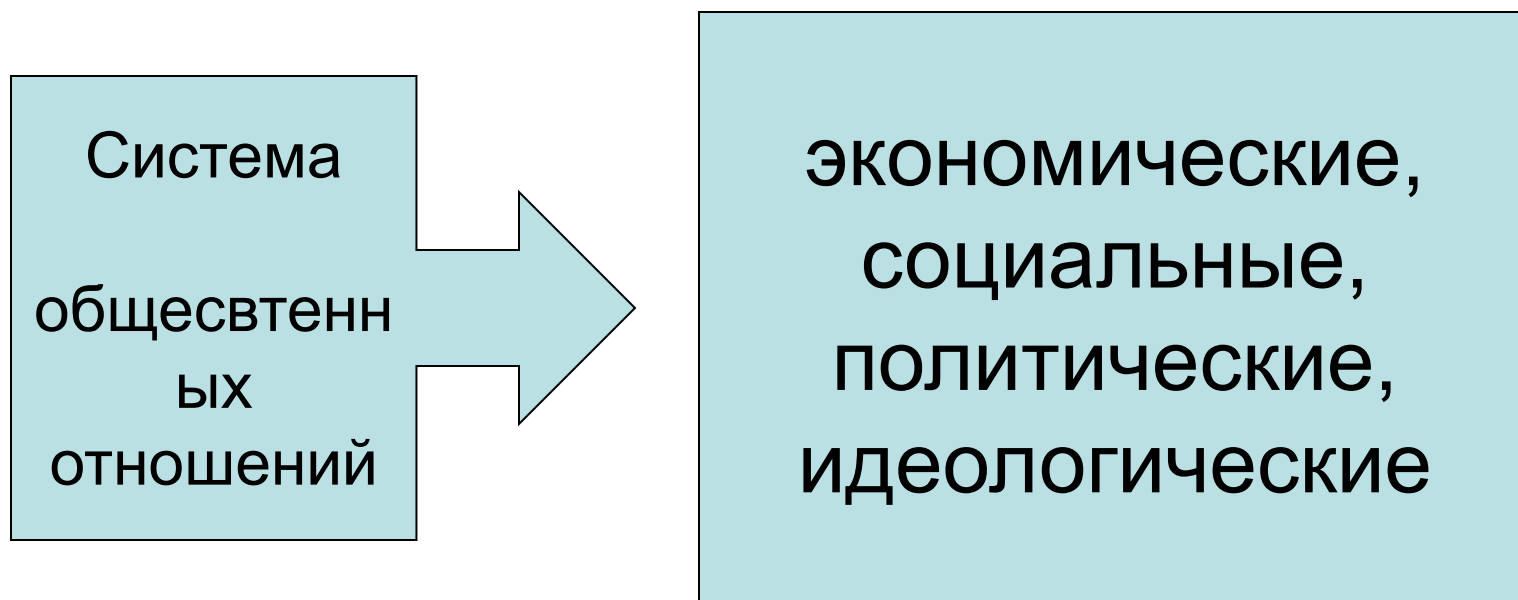 Система
общесвтенн
ых
отношений
экономические,
социальные,
политические,
идеологические